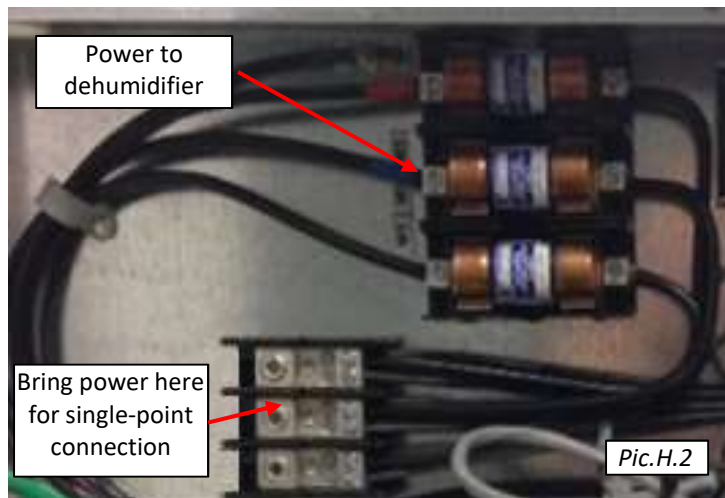 Power to
dehumidifier
Bring power here
for single-point
connection
Pic.H.2